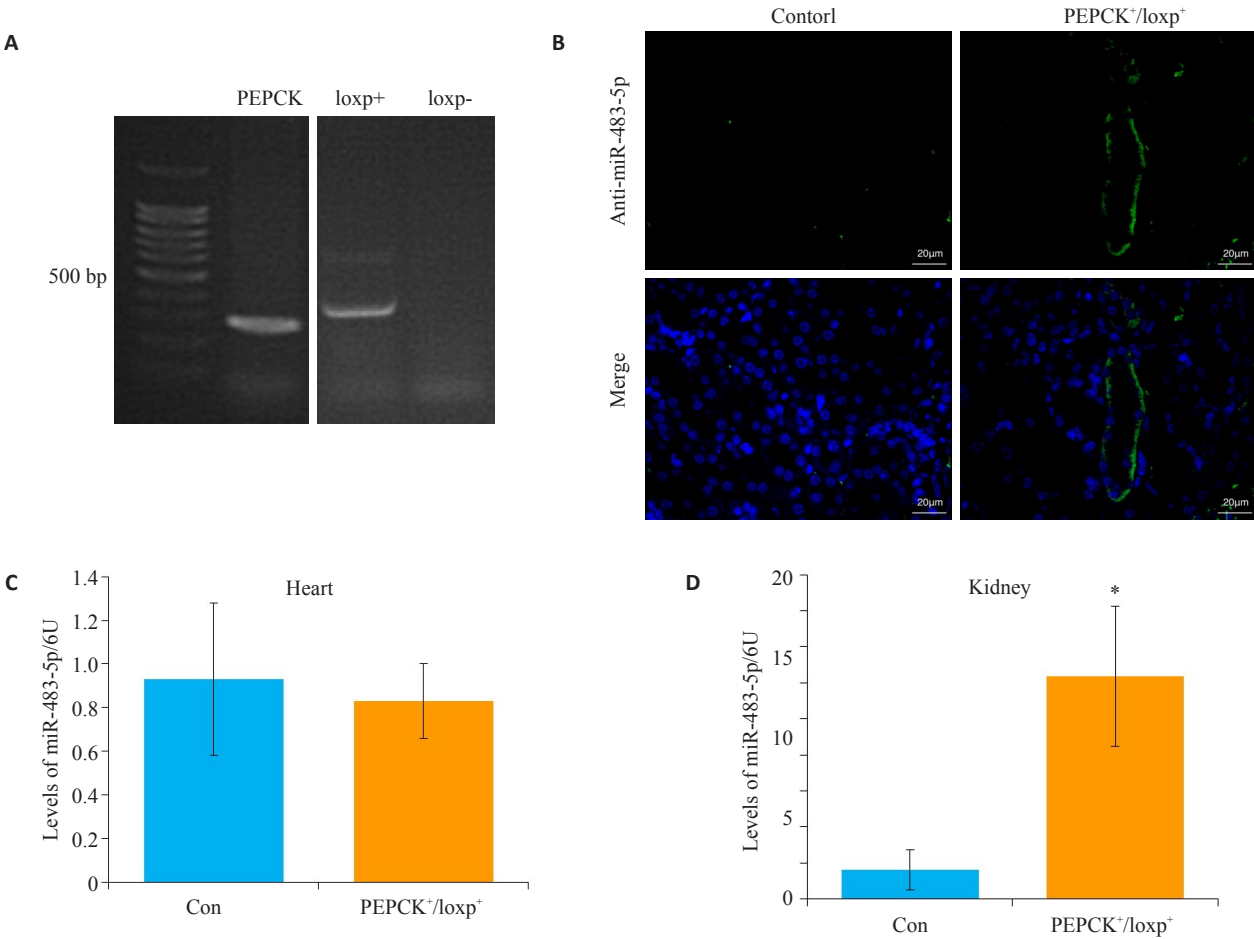 A
PEPCK loxp+ loxp-
500 bp
B
Contorl PEPCK⁺/loxp⁺
Anti-miR-483-5p
20μm 20μm
Merge
20μm 20μm
C
Heart
Levels of miR-483-5p/6U
1.4
1.2
1.0
0.8
0.6
0.4
0.2
0
Con PEPCK⁺/loxp⁺
D
Kidney
*
Levels of miR-483-5p/6U
20
15
10
5
0
Con PEPCK⁺/loxp⁺